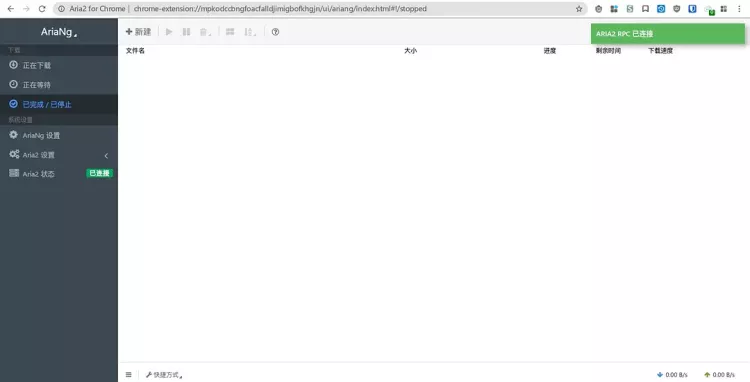 Aria2 for Chrome | chrome-extension://mpkodccbngfoacfalldjimigbofkhgjn/ui/ariang/index.html#!/stopped
AriaNg
新建
ARIA2 RPC 已连接
下载
文件名 大小 进度 剩余时间 下载速度
正在下载
正在等待
已完成 / 已停止
系统设置
AriaNg 设置
Aria2 设置
Aria2 状态 已连接
快捷方式
0.00 B/s 0.00 B/s